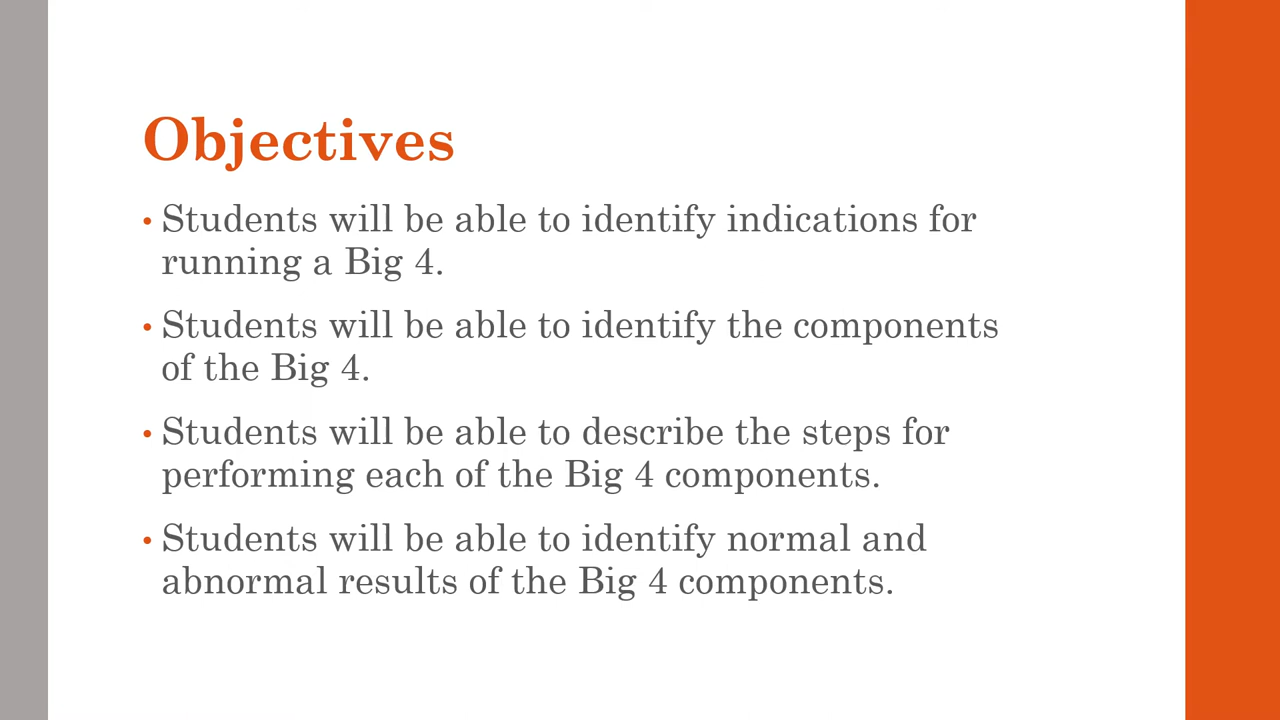 Objectives
• Students will be able to identify indications for
running a Big 4.
• Students will be able to identify the components
of the Big 4.
• Students will be able to describe the steps for
performing each of the Big 4 components.
• Students will be able to identify normal and
abnormal results of the Big 4 components.